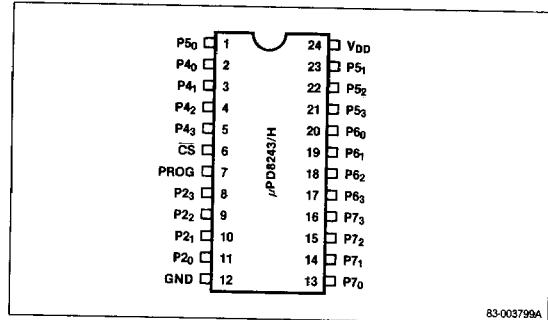 P5₀ 1 24 V_DD
P4₀ 2 23 P5₁
P4₁ 3 22 P5₂
P4₂ 4 21 P5₃
P4₃ 5 20 P6₀
C̅S̅ 6 19 P6₁
PROG 7 18 P6₂
P2₃ 8 17 P6₃
P2₂ 9 16 P7₃
P2₁ 10 15 P7₂
P2₀ 11 14 P7₁
GND 12 13 P7₀
μPD8243/H
83-003799A